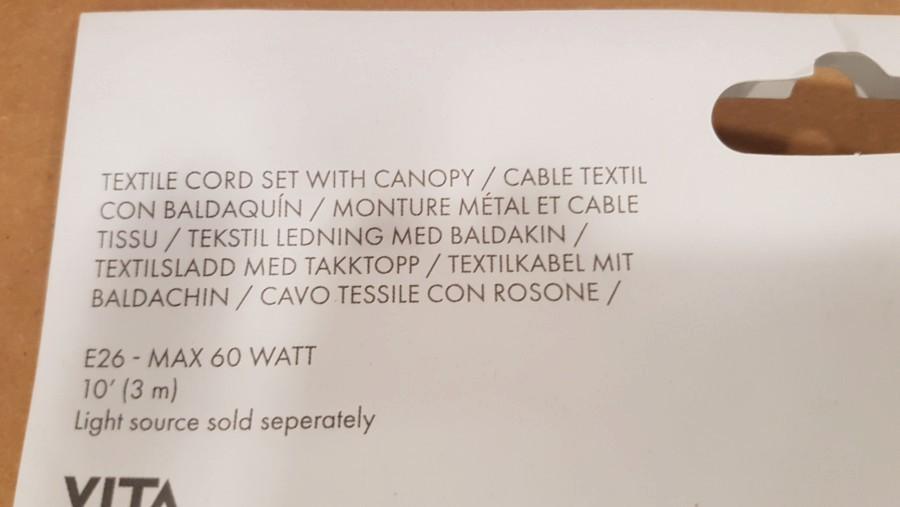 TEXTILE CORD SET WITH CANOPY / CABLE TEXTIL
CON BALDAQUÍN / MONTURE MÉTAL ET CABLE
TISSU / TEKSTIL LEDNING MED BALDAKIN /
TEXTILSLADD MED TAKKTOPP / TEXTILKABEL MIT
BALDACHIN / CAVO TESSILE CON ROSONE /
E26 - MAX 60 WATT
10' (3 m)
Light source sold seperately
VITA